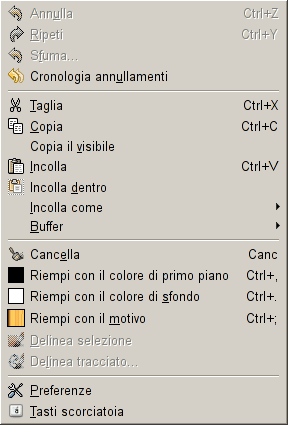 Annulla Ctrl+Z
Ripeti Ctrl+Y
Sfuma...
Cronologia annullamenti
Taglia Ctrl+X
Copia Ctrl+C
Copia il visibile
Incolla Ctrl+V
Incolla dentro
Incolla come
Buffer
Cancella Canc
Riempi con il colore di primo piano Ctrl+,
Riempi con il colore di sfondo Ctrl+.
Riempi con il motivo Ctrl+;
Delinea selezione
Delinea tracciato...
Preferenze
Tasti scorciatoia